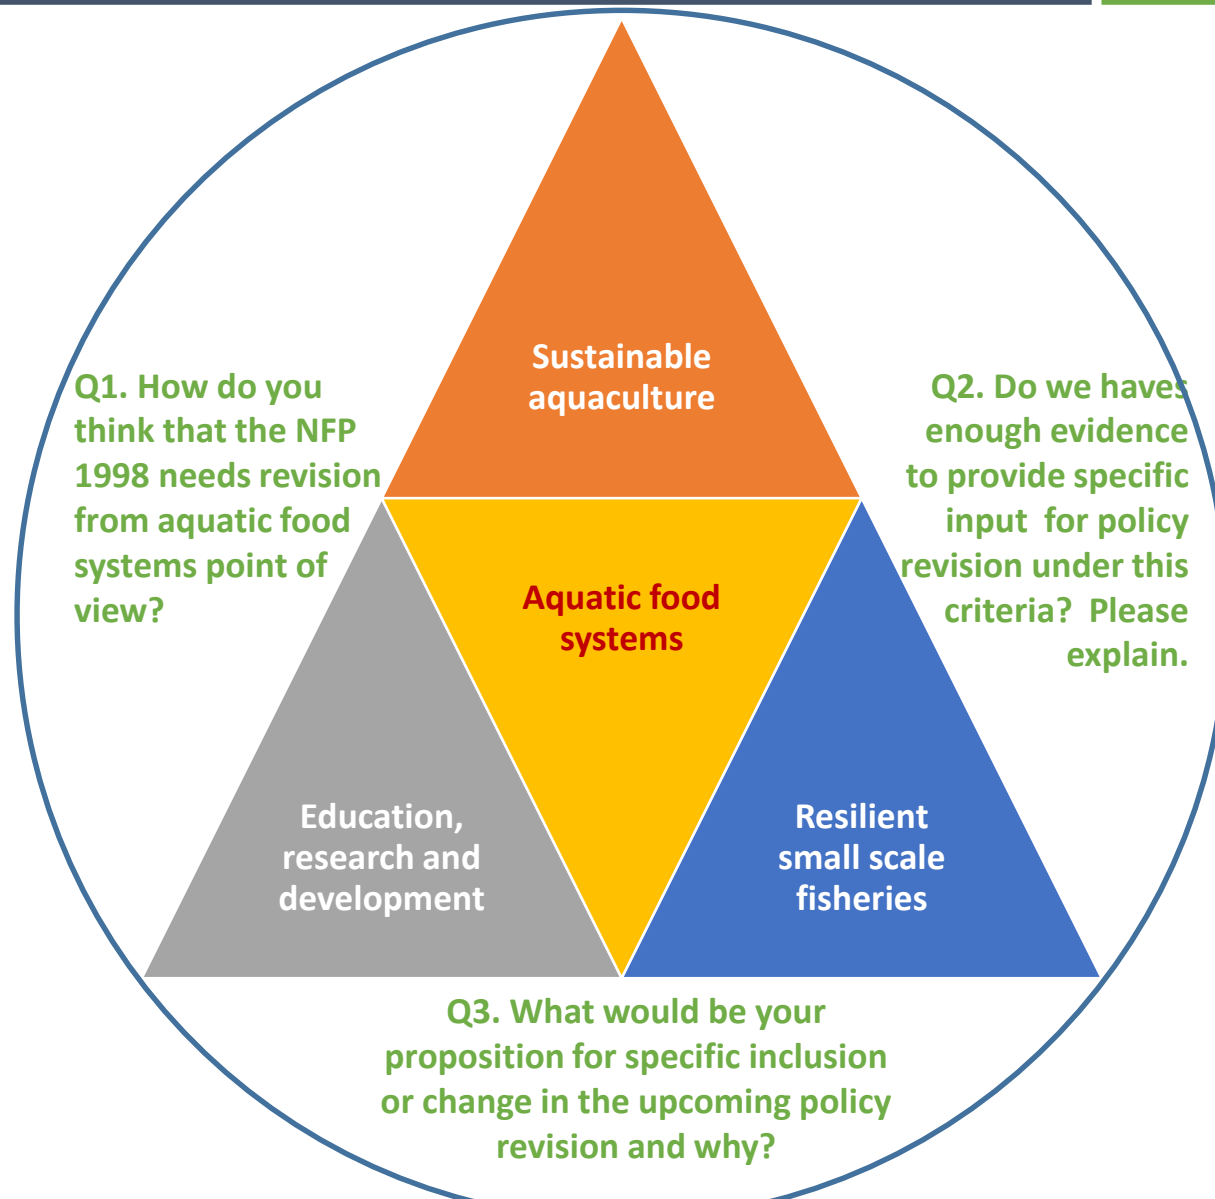 Sustainable
aquaculture
Q1. How do you
think that the NFP
1998 needs revision
from aquatic food
systems point of
view?
Q2. Do we haves
enough evidence
to provide specific
input for policy
revision under this
criteria? Please
explain.
Aquatic food
systems
Education,
research and
development
Resilient
small scale
fisheries
Q3. What would be your
proposition for specific inclusion
or change in the upcoming policy
revision and why?